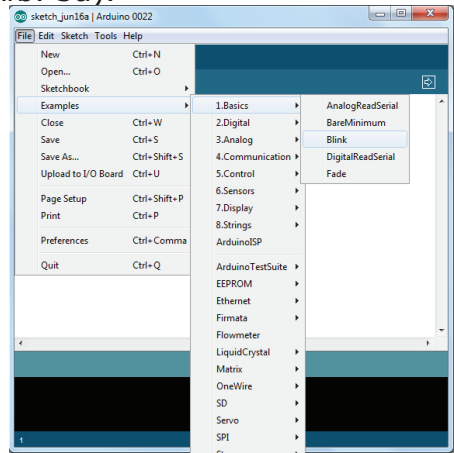 sketch_jun16a | Arduino 0022
File Edit Sketch Tools Help
New Ctrl+N
Open... Ctrl+O
Sketchbook
Examples
Close Ctrl+W
Save Ctrl+S
Save As... Ctrl+Shift+S
Upload to I/O Board Ctrl+U
Page Setup Ctrl+Shift+P
Print Ctrl+P
Preferences Ctrl+Comma
Quit Ctrl+Q
1.Basics
2.Digital
3.Analog
4.Communication
5.Control
6.Sensors
7.Display
8.Strings
ArduinoISP
ArduinoTestSuite
EEPROM
Ethernet
Firmata
Flowmeter
LiquidCrystal
Matrix
OneWire
SD
Servo
SPI
AnalogReadSerial
BareMinimum
Blink
DigitalReadSerial
Fade
1